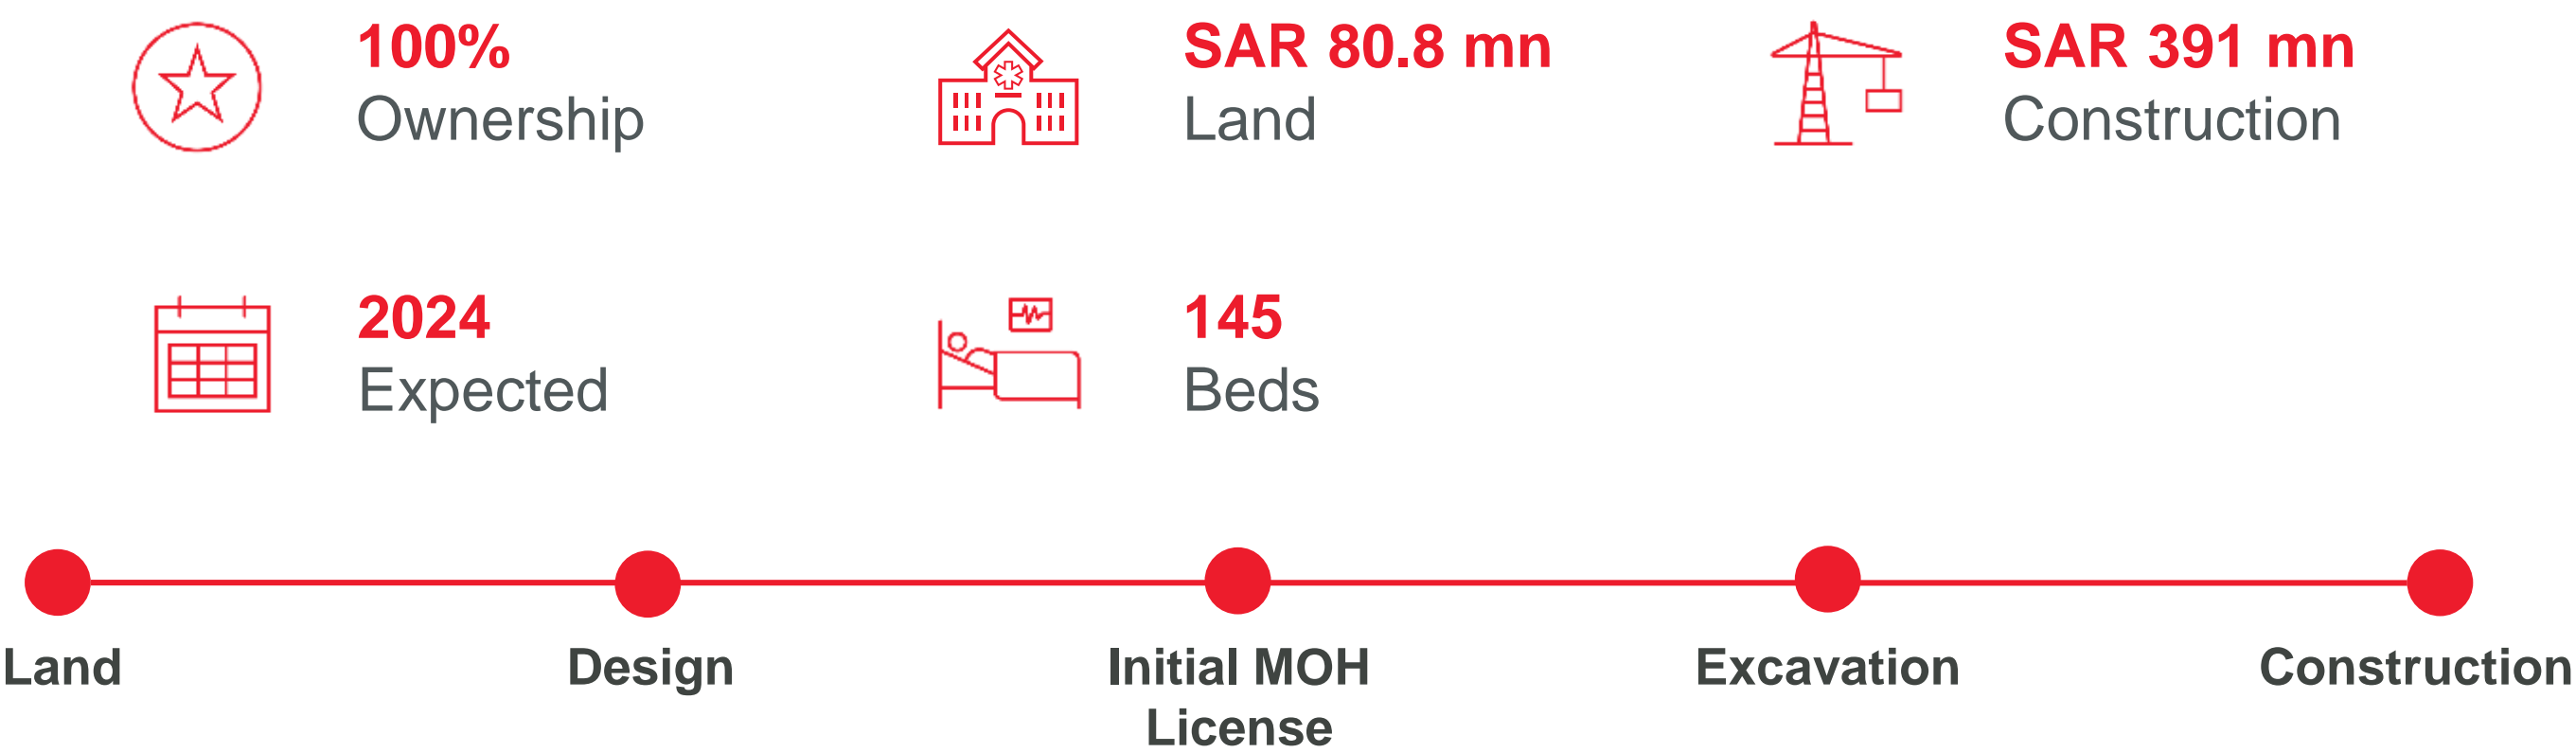 100%
Ownership
SAR 80.8 mn
Land
SAR 391 mn
Construction
2024
Expected
145
Beds
Land
Design
Initial MOH
License
Excavation
Construction